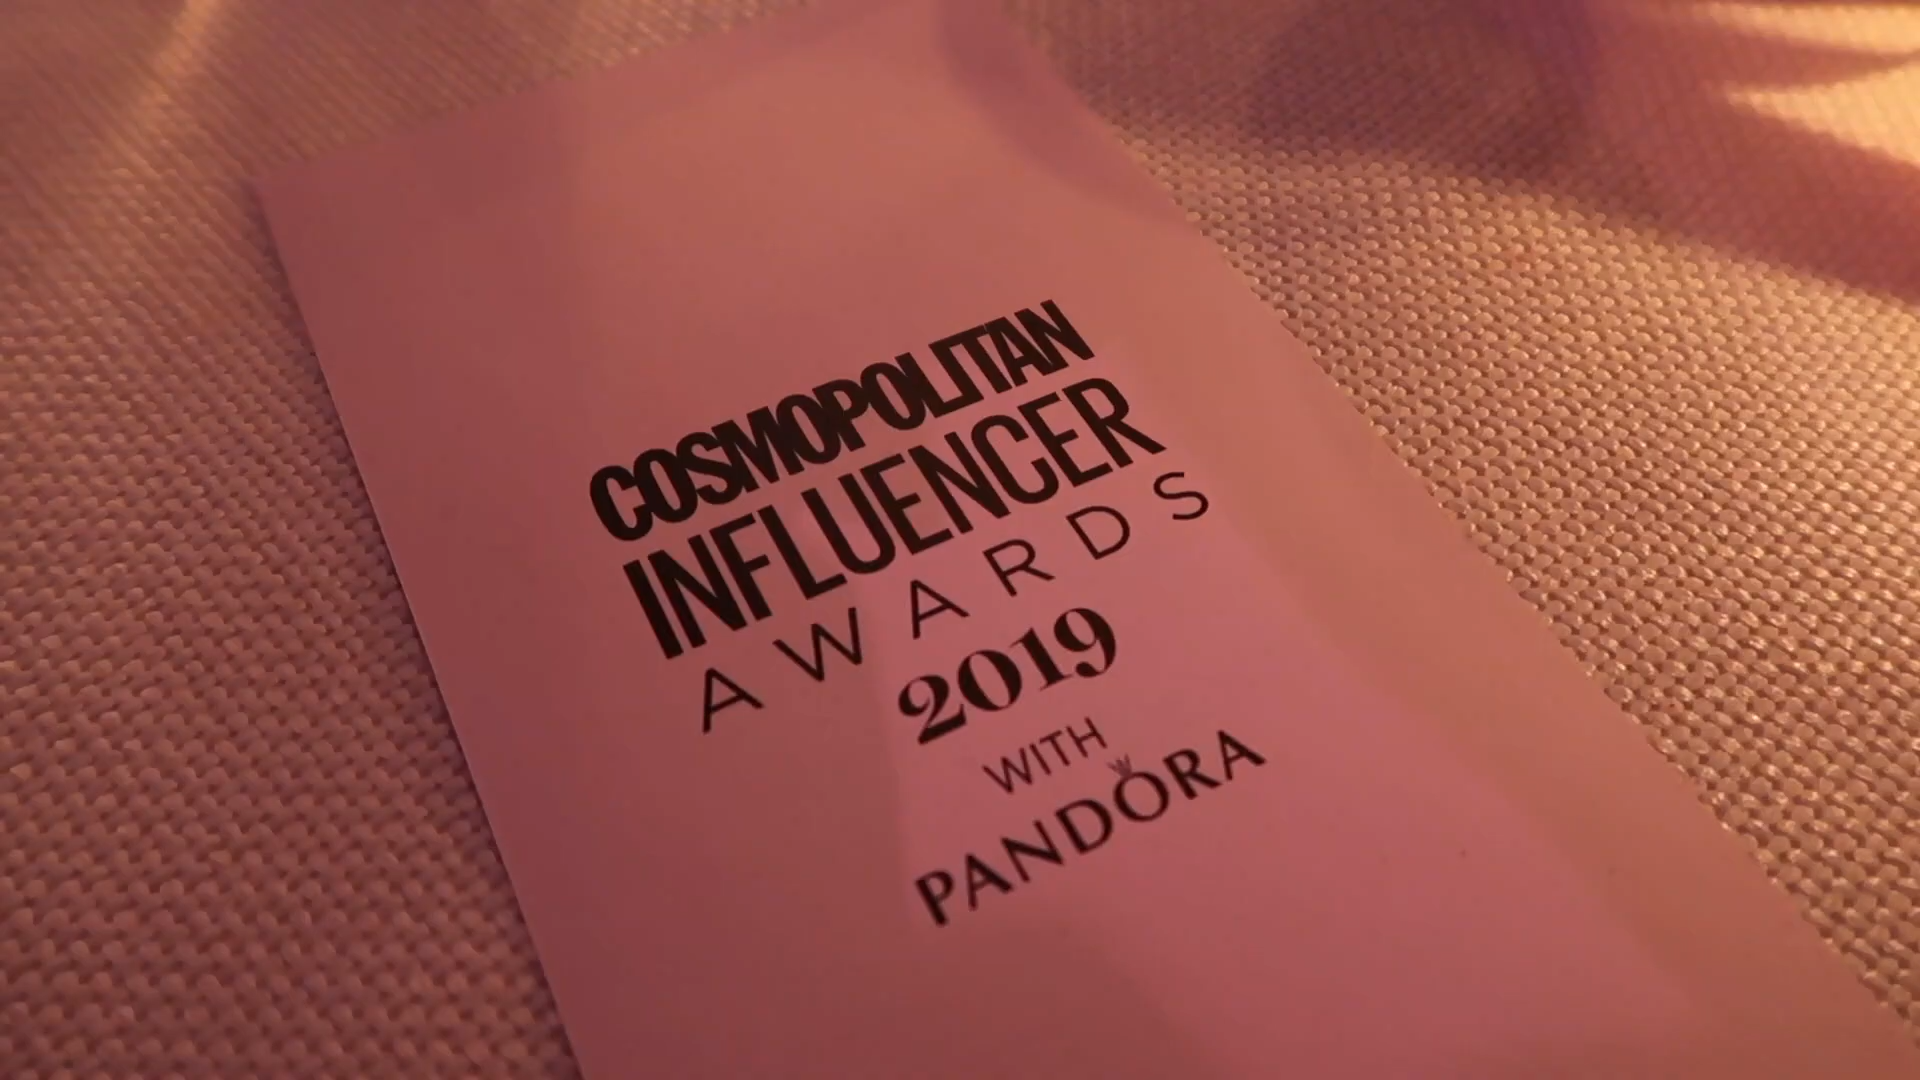 COSMOPOLITAN
INFLUENCER
AWARDS
2019
WITH
PANDORA